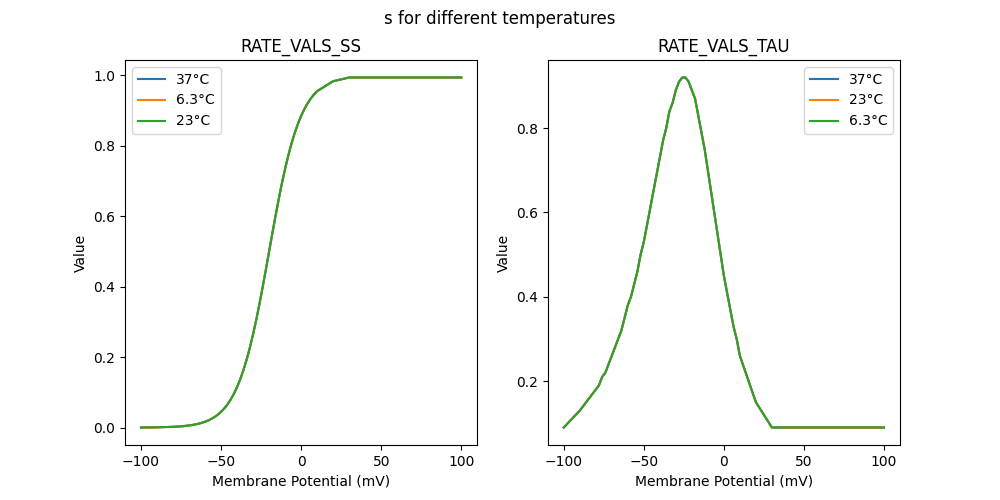 s for different temperatures
RATE_VALS_SS
37°C
6.3°C
23°C
Value
1.0
0.8
0.6
0.4
0.2
0.0
−100
−50
0
50
100
Membrane Potential (mV)
RATE_VALS_TAU
37°C
23°C
6.3°C
Value
0.8
0.6
0.4
0.2
−100
−50
0
50
100
Membrane Potential (mV)